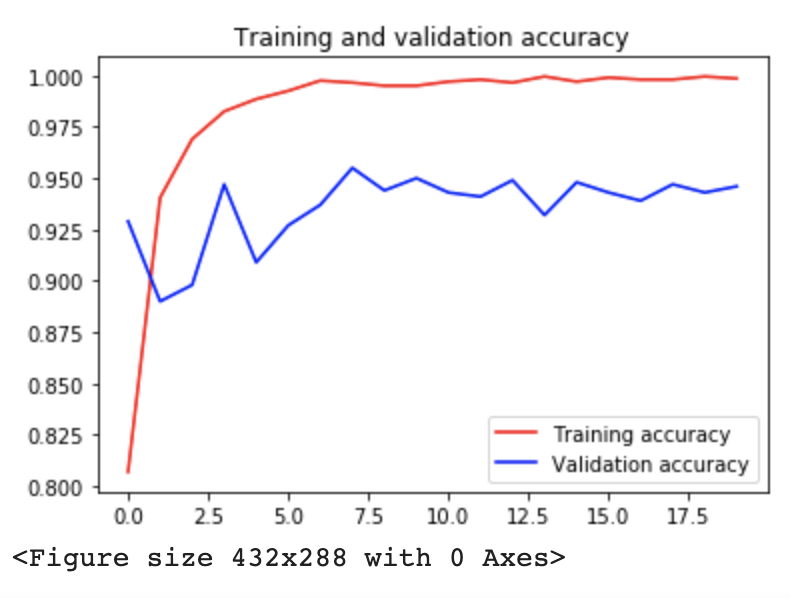 Training and validation accuracy
1.000
0.975
0.950
0.925
0.900
0.875
0.850
0.825
0.800
Training accuracy
Validation accuracy
0.0 2.5 5.0 7.5 10.0 12.5 15.0 17.5
<Figure size 432x288 with 0 Axes>